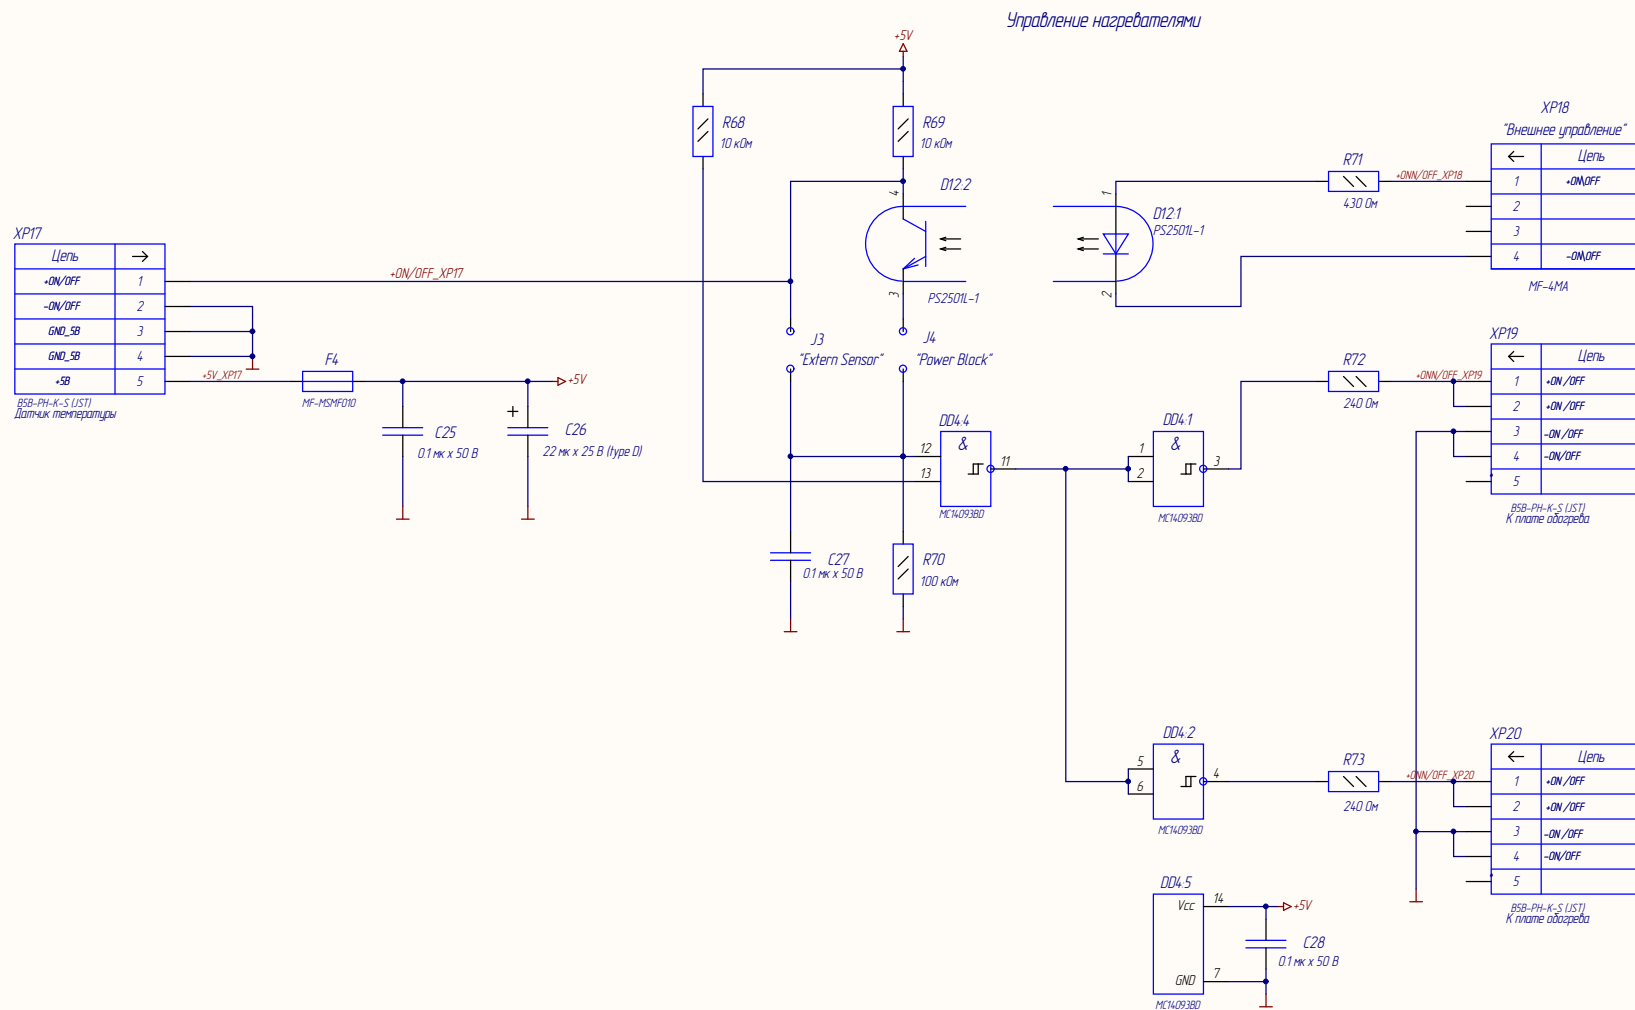 Управление нагревателями
+5V
R68
10 кОм
R69
10 кОм
D12:2
4
3
PS2501L-1
1
D12:1
PS2501L-1
2
R71
430 Ом
+ONN/OFF_XP18
XP18
"Внешнее управление"
Цепь
1 +ON\OFF
2
3
4 -ON\OFF
MF-4MA
XP17
Цепь
+ON/OFF 1
-ON/OFF 2
GND_5В 3
GND_5В 4
+5В 5
B5B-PH-K-S (JST)
Датчик температуры
+ON/OFF_XP17
+5V_XP17
F4
MF-MSMF010
+5V
C25
0.1 мк x 50 В
+
C26
22 мк x 25 В (type D)
J3
"Extern Sensor"
J4
"Power Block"
DD4:4
&
12
13
11
MC14093BD
DD4:1
&
1
2
3
MC14093BD
C27
0.1 мк x 50 В
R70
100 кОм
R72
240 Ом
+ONN/OFF_XP19
XP19
Цепь
1 +ON/OFF
2 +ON/OFF
3 -ON/OFF
4 -ON/OFF
5
B5B-PH-K-S (JST)
К плате обогрева
DD4:2
&
5
6
4
MC14093BD
R73
240 Ом
+ONN/OFF_XP20
XP20
Цепь
1 +ON/OFF
2 +ON/OFF
3 -ON/OFF
4 -ON/OFF
5
B5B-PH-K-S (JST)
К плате обогрева
DD4:5
Vcc 14
+5V
C28
0.1 мк x 50 В
GND 7
MC14093BD